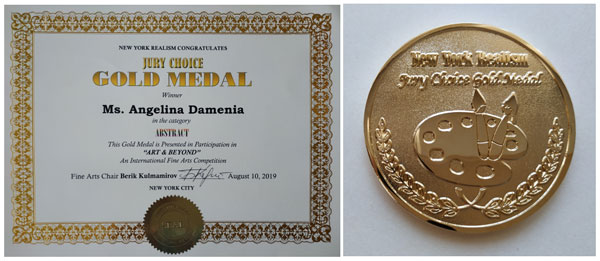 NEW YORK REALISM CONGRATULATES
JURY CHOICE
GOLD MEDAL
Winner
Ms. Angelina Damenia
in the category
ABSTRACT
This Gold Medal is Presented in Participation in
"ART & BEYOND"
An International Fine Arts Competition
Fine Arts Chair Berik Kulmamirov August 10, 2019
NEW YORK CITY
New York Realism
Jury Choice Gold Medal